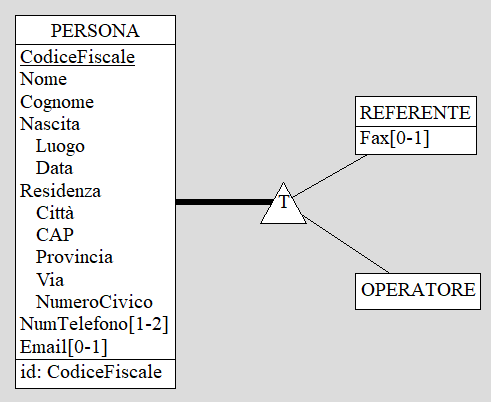 PERSONA
CodiceFiscale
Nome
Cognome
Nascita
Luogo
Data
Residenza
Città
CAP
Provincia
Via
NumeroCivico
NumTelefono[1-2]
Email[0-1]
id: CodiceFiscale
T
REFERENTE
Fax[0-1]
OPERATORE